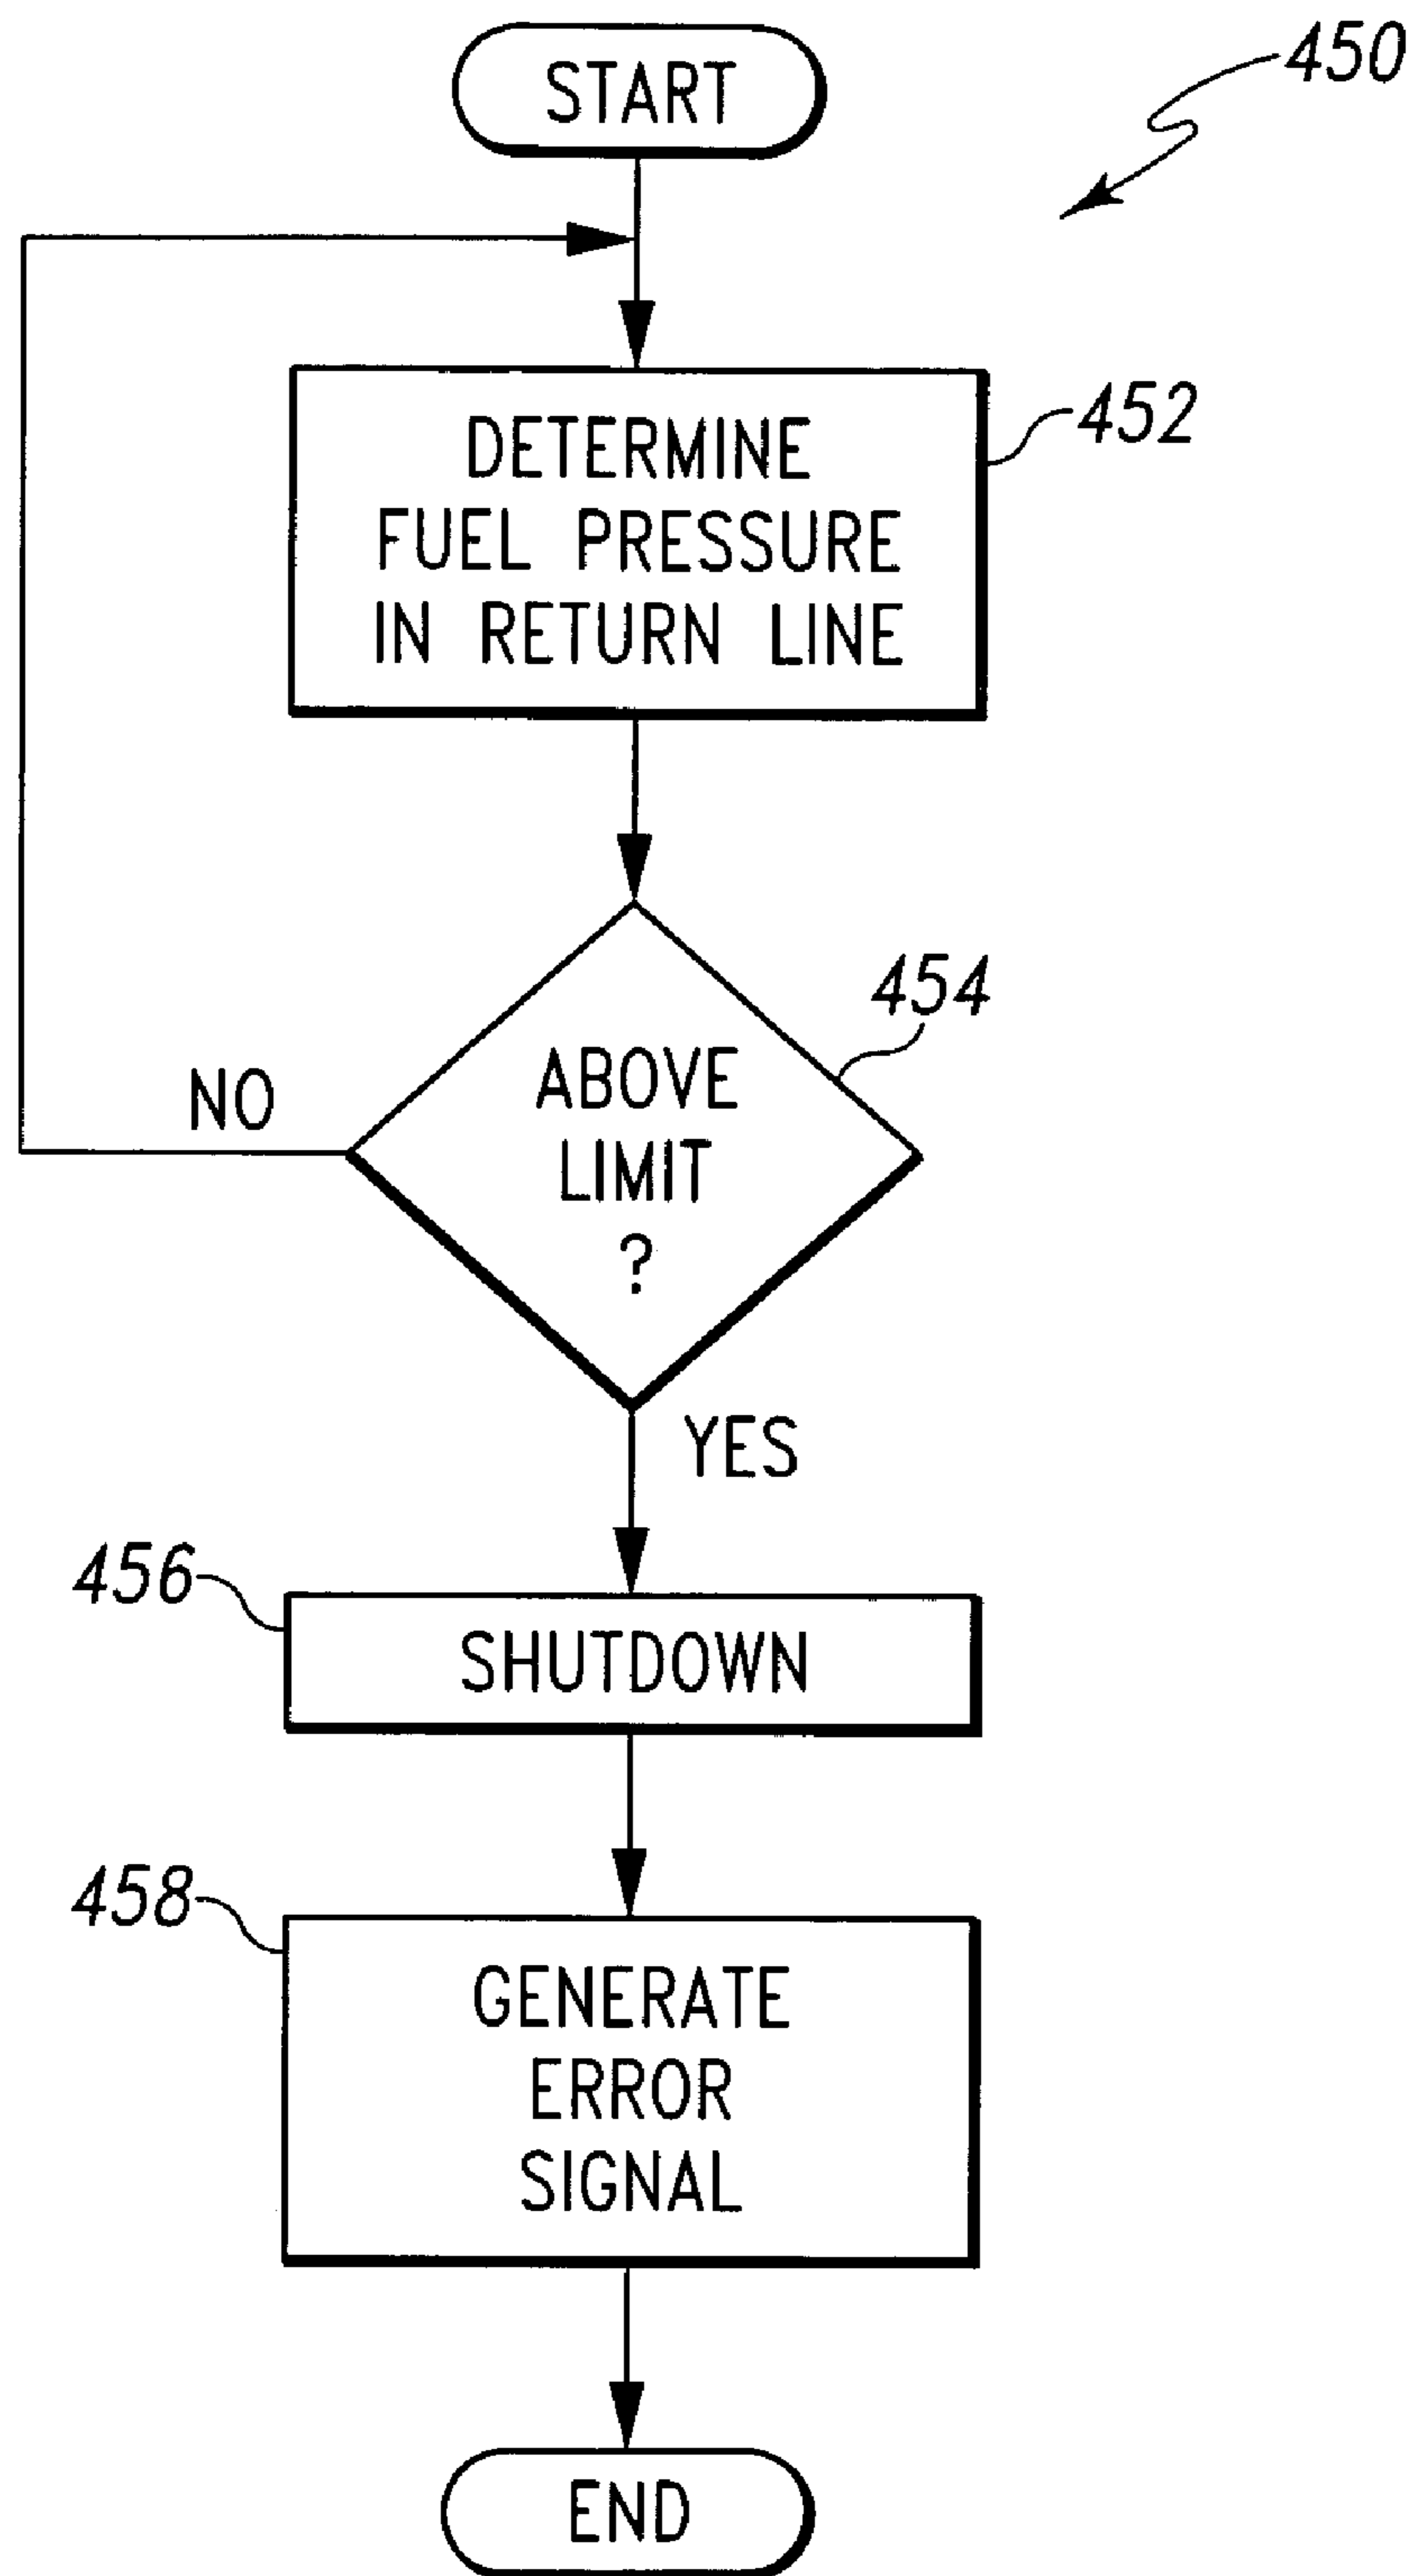 START
450
DETERMINE
FUEL PRESSURE
IN RETURN LINE
452
454
ABOVE
LIMIT
?
NO
YES
456
SHUTDOWN
458
GENERATE
ERROR
SIGNAL
END